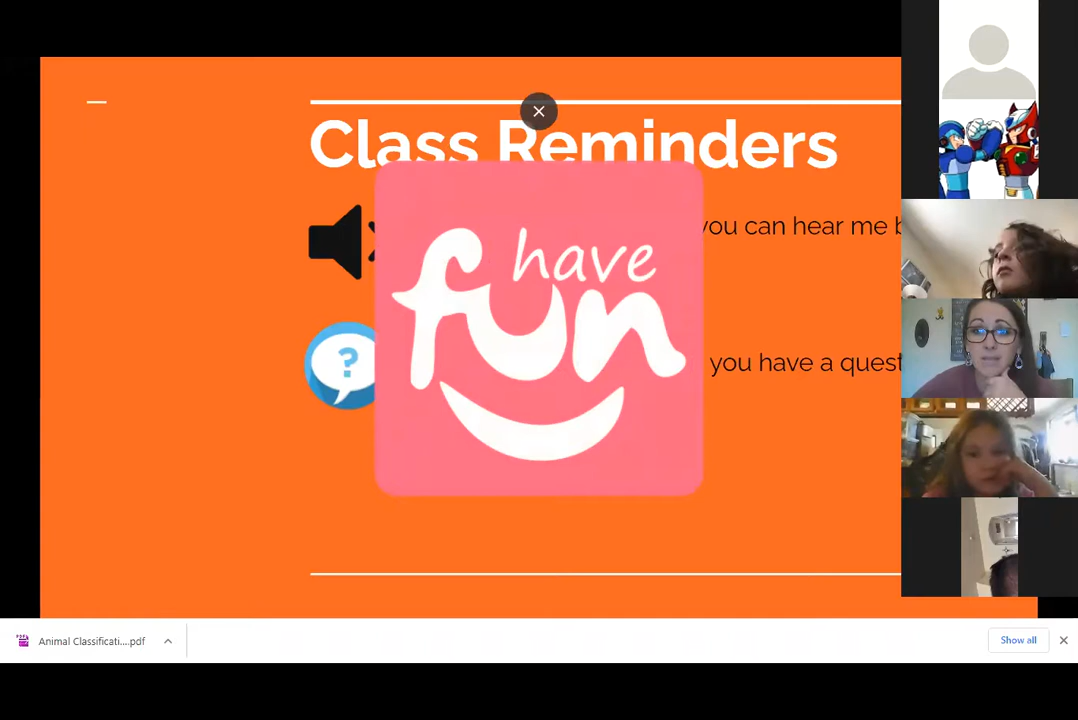 Class Reminders
you can hear me
have
fun
?
you have a quest
Animal Classificati....pdf
Show all